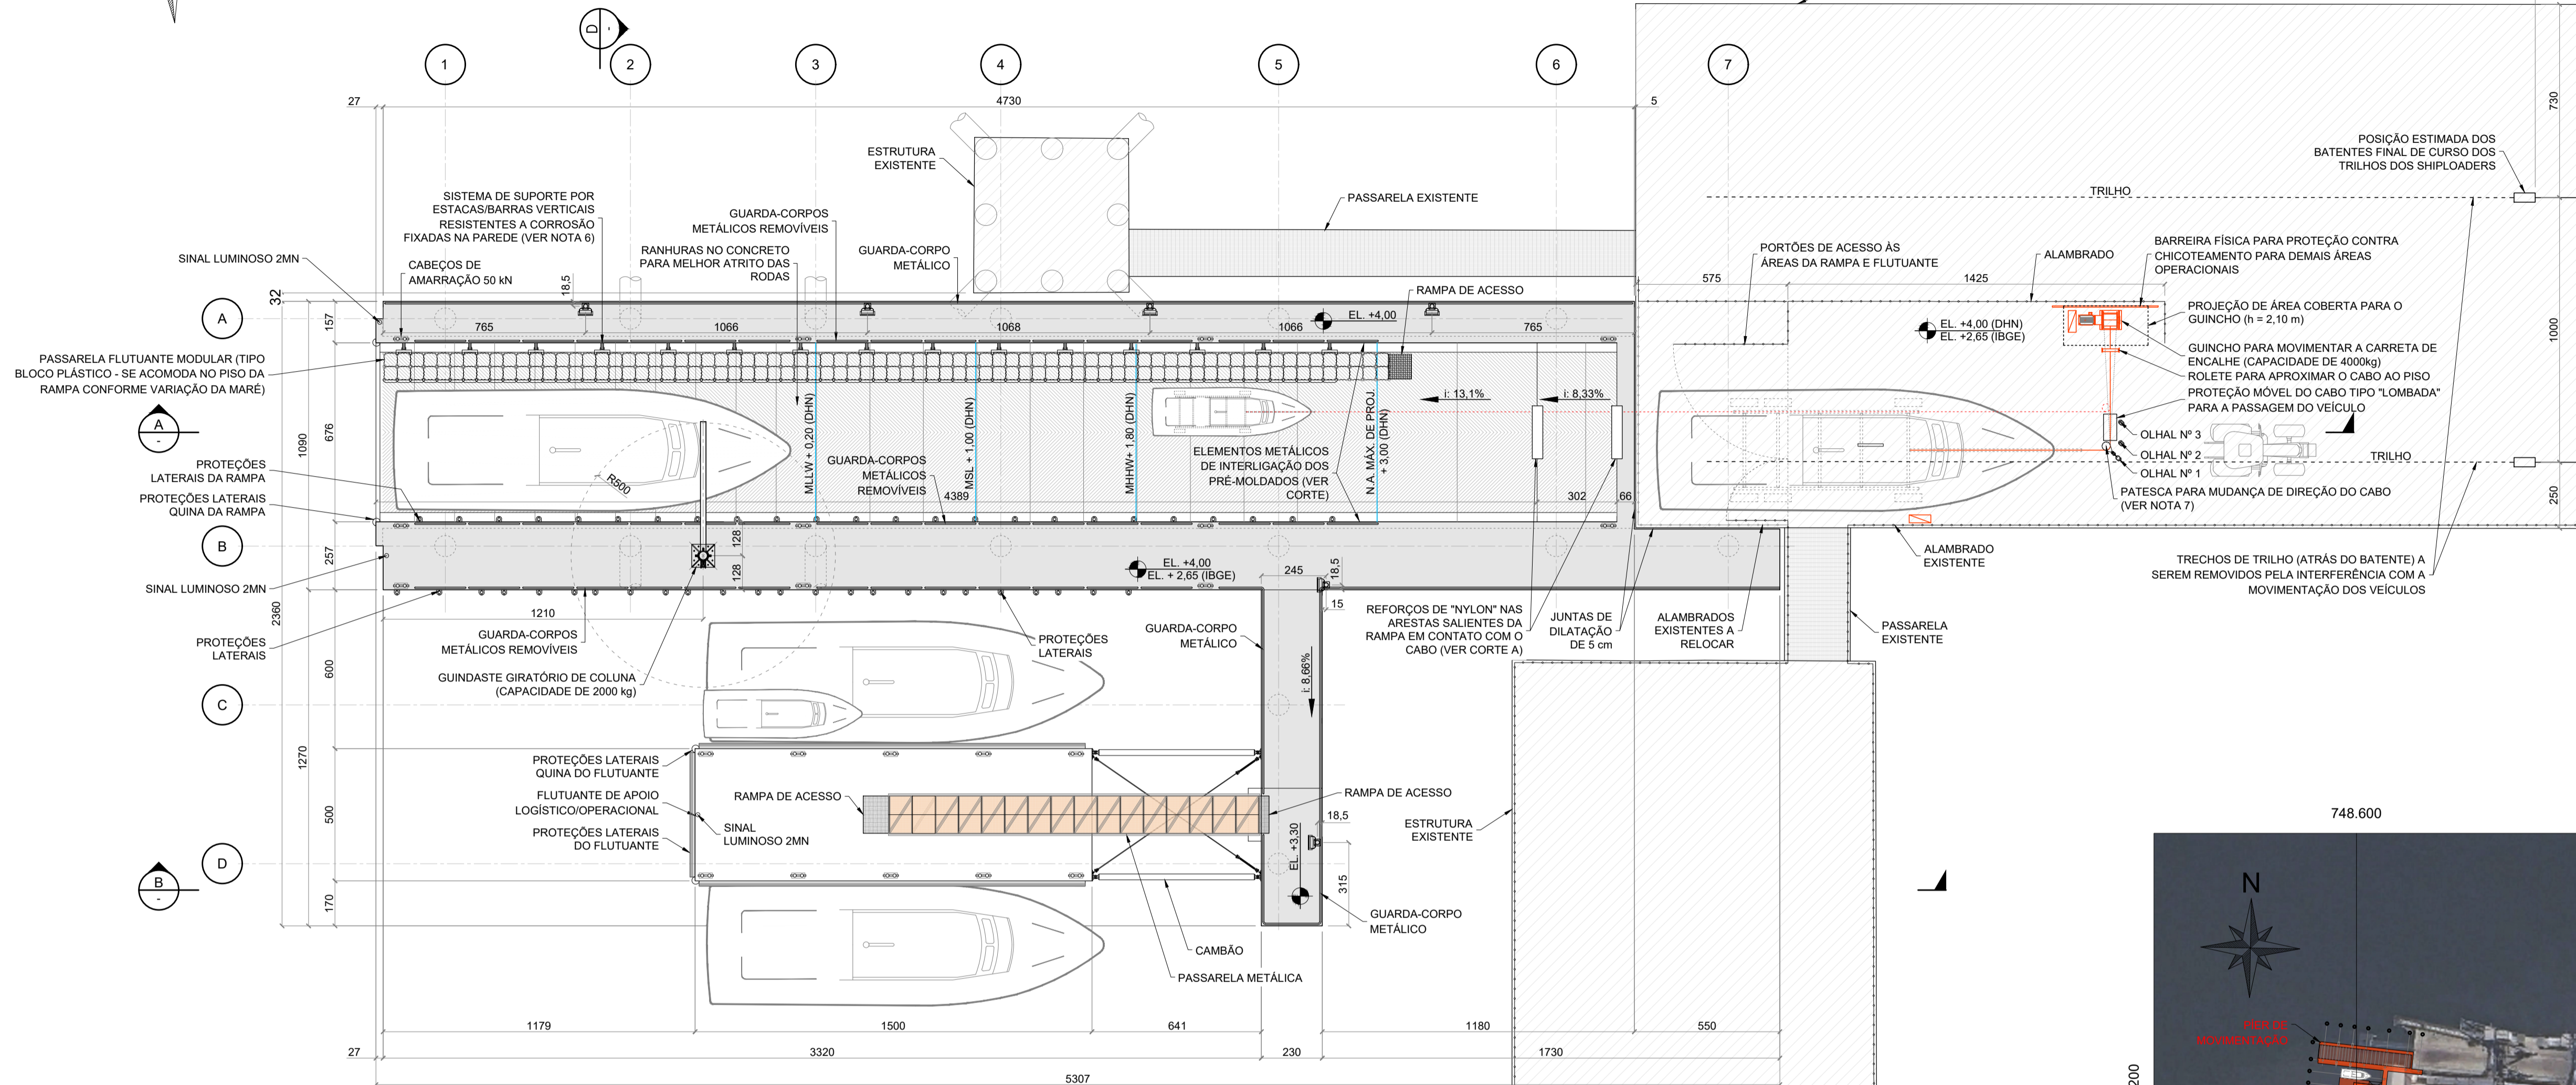 D
-
1
2
3
4
5
6
7
27
4730
5
730
ESTRUTURA
EXISTENTE
PASSARELA EXISTENTE
POSIÇÃO ESTIMADA DOS
BATENTES FINAL DE CURSO DOS
TRILHOS DOS SHIPLOADERS
TRILHO
SISTEMA DE SUPORTE POR
ESTACAS/BARRAS VERTICAIS
RESISTENTES A CORROSÃO
FIXADAS NA PAREDE (VER NOTA 6)
GUARDA-CORPOS
METÁLICOS REMOVÍVEIS
RANHURAS NO CONCRETO
PARA MELHOR ATRITO DAS
RODAS
GUARDA-CORPO
METÁLICO
SINAL LUMINOSO 2MN
CABEÇOS DE
AMARRAÇÃO 50 kN
18,5
PORTÕES DE ACESSO ÀS
ÁREAS DA RAMPA E FLUTUANTE
ALAMBRADO
BARREIRA FÍSICA PARA PROTEÇÃO CONTRA
CHICOTEAMENTO PARA DEMAIS ÁREAS
OPERACIONAIS
575
1425
RAMPA DE ACESSO
PROJEÇÃO DE ÁREA COBERTA PARA O
GUINCHO (h = 2,10 m)
32
A
157
765
1066
1068
1066
765
EL. +4,00
EL. +4,00 (DHN)
EL. +2,65 (IBGE)
1000
PASSARELA FLUTUANTE MODULAR (TIPO
BLOCO PLÁSTICO - SE ACOMODA NO PISO DA
RAMPA CONFORME VARIAÇÃO DA MARÉ)
GUINCHO PARA MOVIMENTAR A CARRETA DE
ENCALHE (CAPACIDADE DE 4000kg)
ROLETE PARA APROXIMAR O CABO AO PISO
PROTEÇÃO MÓVEL DO CABO TIPO "LOMBADA"
PARA A PASSAGEM DO VEÍCULO
i: 13,1%
i: 8,33%
A
-
1090
676
MLLW + 0,20 (DHN)
MSL + 1,00 (DHN)
MHHW+ 1,80 (DHN)
N.A. MÁX. DE PROJ.
+ 3,00 (DHN)
OLHAL Nº 3
OLHAL Nº 2
OLHAL Nº 1
TRILHO
PROTEÇÕES
LATERAIS DA RAMPA
PROTEÇÕES LATERAIS
QUINA DA RAMPA
R500
GUARDA-CORPOS
METÁLICOS
REMOVÍVEIS
4389
ELEMENTOS METÁLICOS
DE INTERLIGAÇÃO DOS
PRÉ-MOLDADOS (VER
CORTE)
302
66
PATESCA PARA MUDANÇA DE DIREÇÃO DO CABO
(VER NOTA 7)
250
B
257
128
128
SINAL LUMINOSO 2MN
EL. +4,00
EL. + 2,65 (IBGE)
245
18,5
15
ALAMBRADO
EXISTENTE
TRECHOS DE TRILHO (ATRÁS DO BATENTE) A
SEREM REMOVIDOS PELA INTERFERÊNCIA COM A
MOVIMENTAÇÃO DOS VEÍCULOS
2360
1210
PROTEÇÕES
LATERAIS
GUARDA-CORPOS
METÁLICOS REMOVÍVEIS
PROTEÇÕES
LATERAIS
GUARDA-CORPO
METÁLICO
REFORÇOS DE "NYLON" NAS
ARESTAS SALIENTES DA
RAMPA EM CONTATO COM O
CABO (VER CORTE A)
JUNTAS DE
DILATAÇÃO
DE 5 cm
ALAMBRADOS
EXISTENTES A
RELOCAR
PASSARELA
EXISTENTE
600
GUINDASTE GIRATÓRIO DE COLUNA
(CAPACIDADE DE 2000 kg)
i: 8,66%
C
1270
PROTEÇÕES LATERAIS
QUINA DO FLUTUANTE
FLUTUANTE DE APOIO
LOGÍSTICO/OPERACIONAL
PROTEÇÕES LATERAIS
DO FLUTUANTE
RAMPA DE ACESSO
SINAL
LUMINOSO 2MN
RAMPA DE ACESSO
18,5
ESTRUTURA
EXISTENTE
500
748.600
D
B
-
EL. +3,30
315
170
GUARDA-CORPO
METÁLICO
CAMBÃO
PASSARELA METÁLICA
N
1179
1500
641
1180
550
27
3320
230
1730
5307
PIER DE
MOVIMENTAÇÃO
200